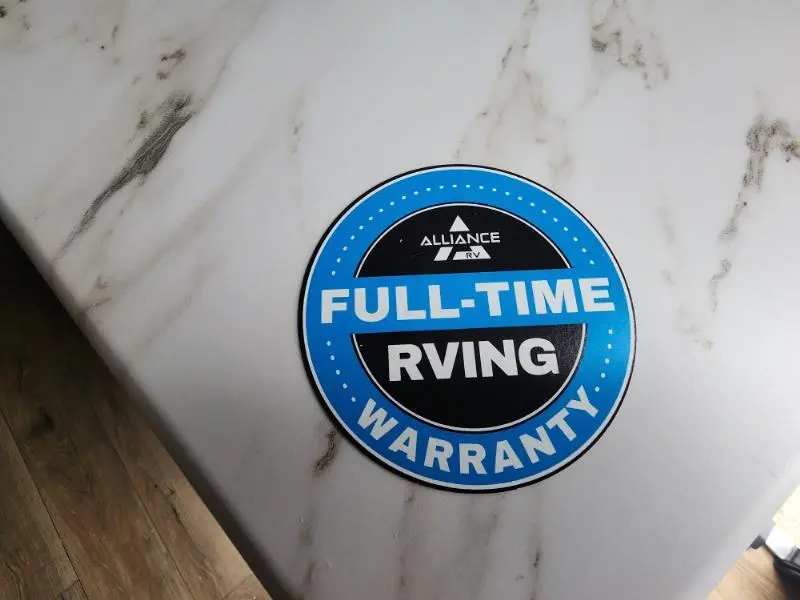 ALLIANCE
RV
FULL-TIME
RVING
WARRANTY